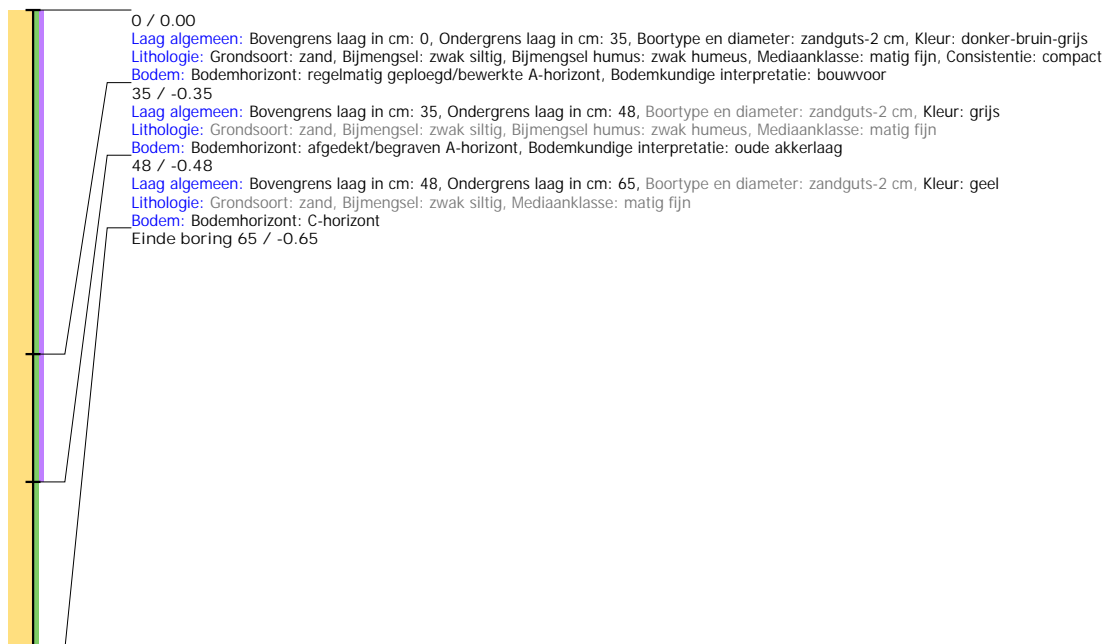 0 / 0.00
Laag algemeen: Bovengrens laag in cm: 0, Ondergrens laag in cm: 35, Boortype en diameter: zandguts-2 cm, Kleur: donker-bruin-grijs
Lithologie: Grondsoort: zand, Bijmengsel: zwak siltig, Bijmengsel humus: zwak humeus, Mediaanklasse: matig fijn, Consistentie: compact
Bodem: Bodemhorizont: regelmatig geploegd/bewerkte A-horizont, Bodemkundige interpretatie: bouwvoor
35 / -0.35
Laag algemeen: Bovengrens laag in cm: 35, Ondergrens laag in cm: 48, Boortype en diameter: zandguts-2 cm, Kleur: grijs
Lithologie: Grondsoort: zand, Bijmengsel: zwak siltig, Bijmengsel humus: zwak humeus, Mediaanklasse: matig fijn
Bodem: Bodemhorizont: afgedekt/begraven A-horizont, Bodemkundige interpretatie: oude akkerlaag
48 / -0.48
Laag algemeen: Bovengrens laag in cm: 48, Ondergrens laag in cm: 65, Boortype en diameter: zandguts-2 cm, Kleur: geel
Lithologie: Grondsoort: zand, Bijmengsel: zwak siltig, Mediaanklasse: matig fijn
Bodem: Bodemhorizont: C-horizont
Einde boring 65 / -0.65